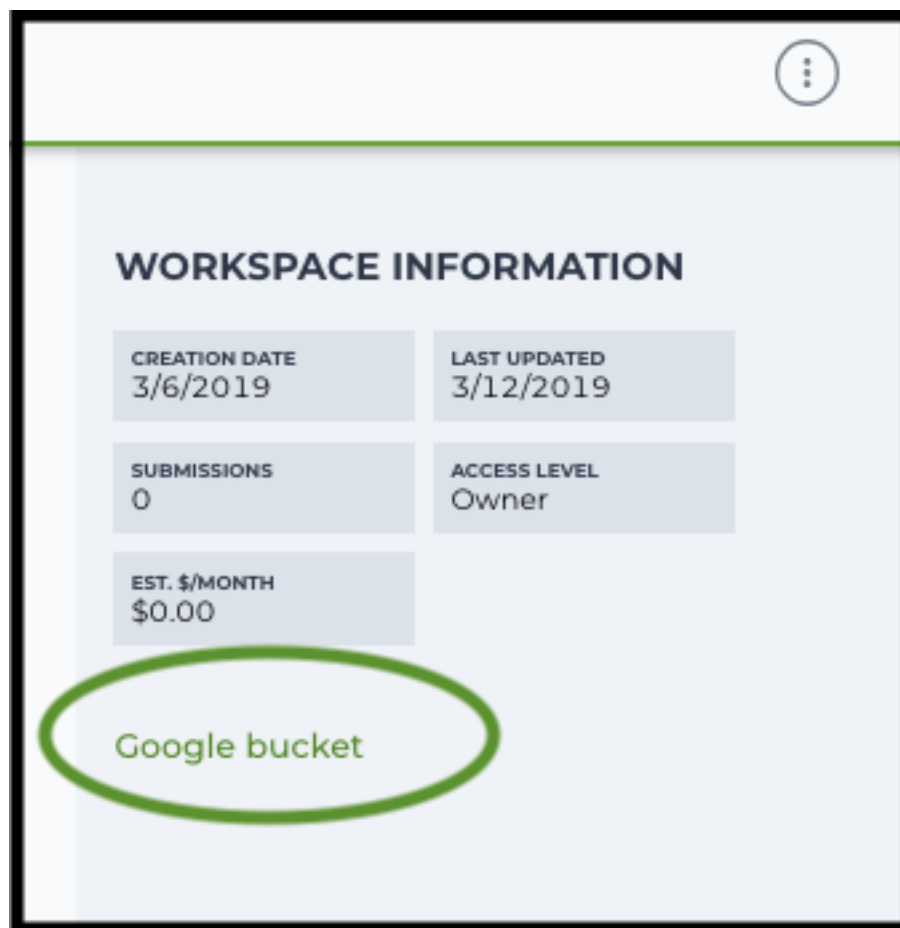 WORKSPACE INFORMATION
CREATION DATE
3/6/2019
LAST UPDATED
3/12/2019
SUBMISSIONS
0
ACCESS LEVEL
Owner
EST. $/MONTH
$0.00
Google bucket